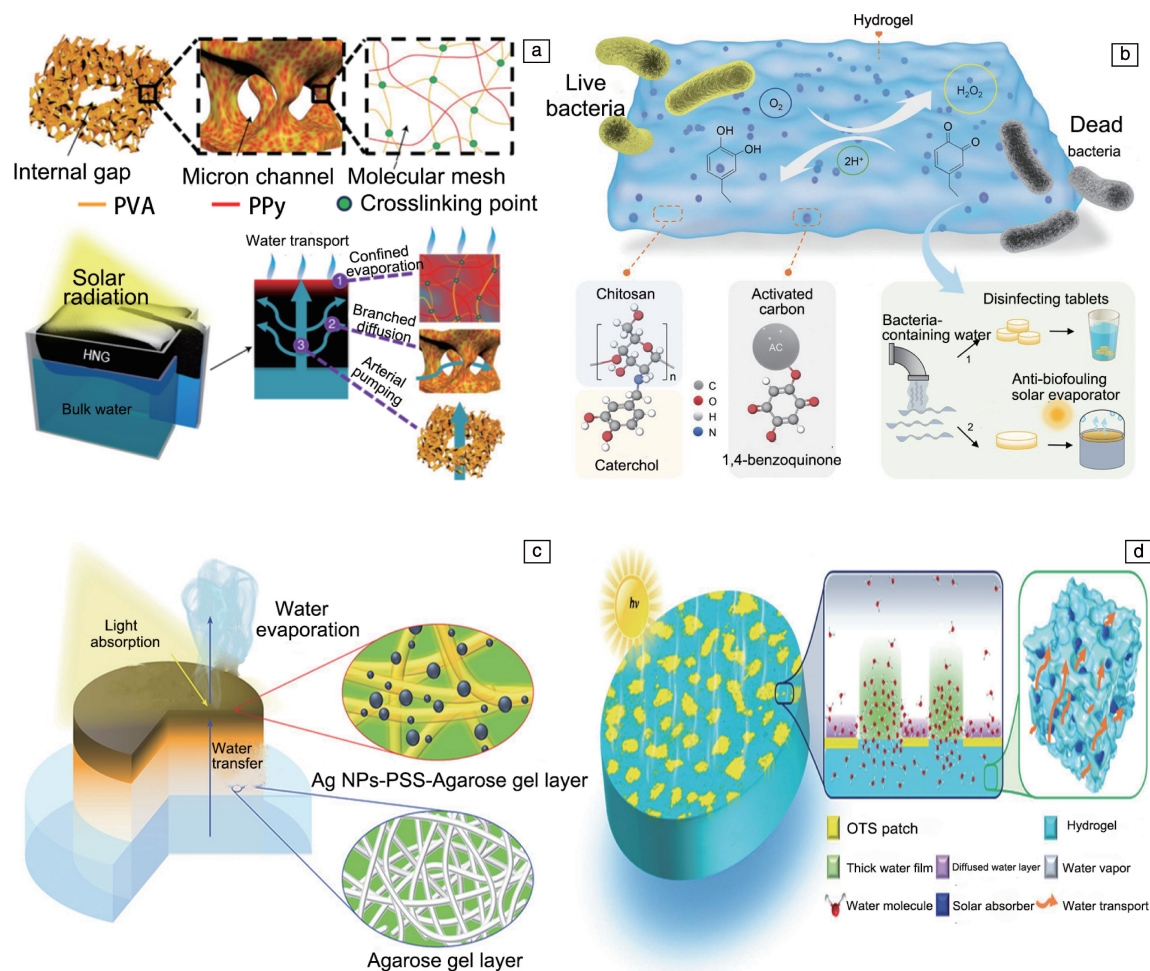 a
Internal gap
Micron channel
Molecular mesh
PVA
PPy
Crosslinking point
Solar
radiation
HNG
Bulk water
Water transport
Confined
evaporation
Branched
diffusion
Arterial
pumping
1
2
3
b
Hydrogel
Live
bacteria
O2
H2O2
OH
OH
2H+
O
O
Dead
bacteria
Chitosan
n
Caterchol
C
O
H
N
Activated
carbon
AC
1,4-benzoquinone
Disinfecting tablets
Bacteria-
containing water
1
Anti-biofouling
solar evaporator
2
c
Light
absorption
Water
evaporation
Water
transfer
Ag NPs-PSS-Agarose gel layer
Agarose gel layer
d
hv
OTS patch
Hydrogel
Thick water film
Diffused water layer
Water vapor
Water molecule
Solar absorber
Water transport